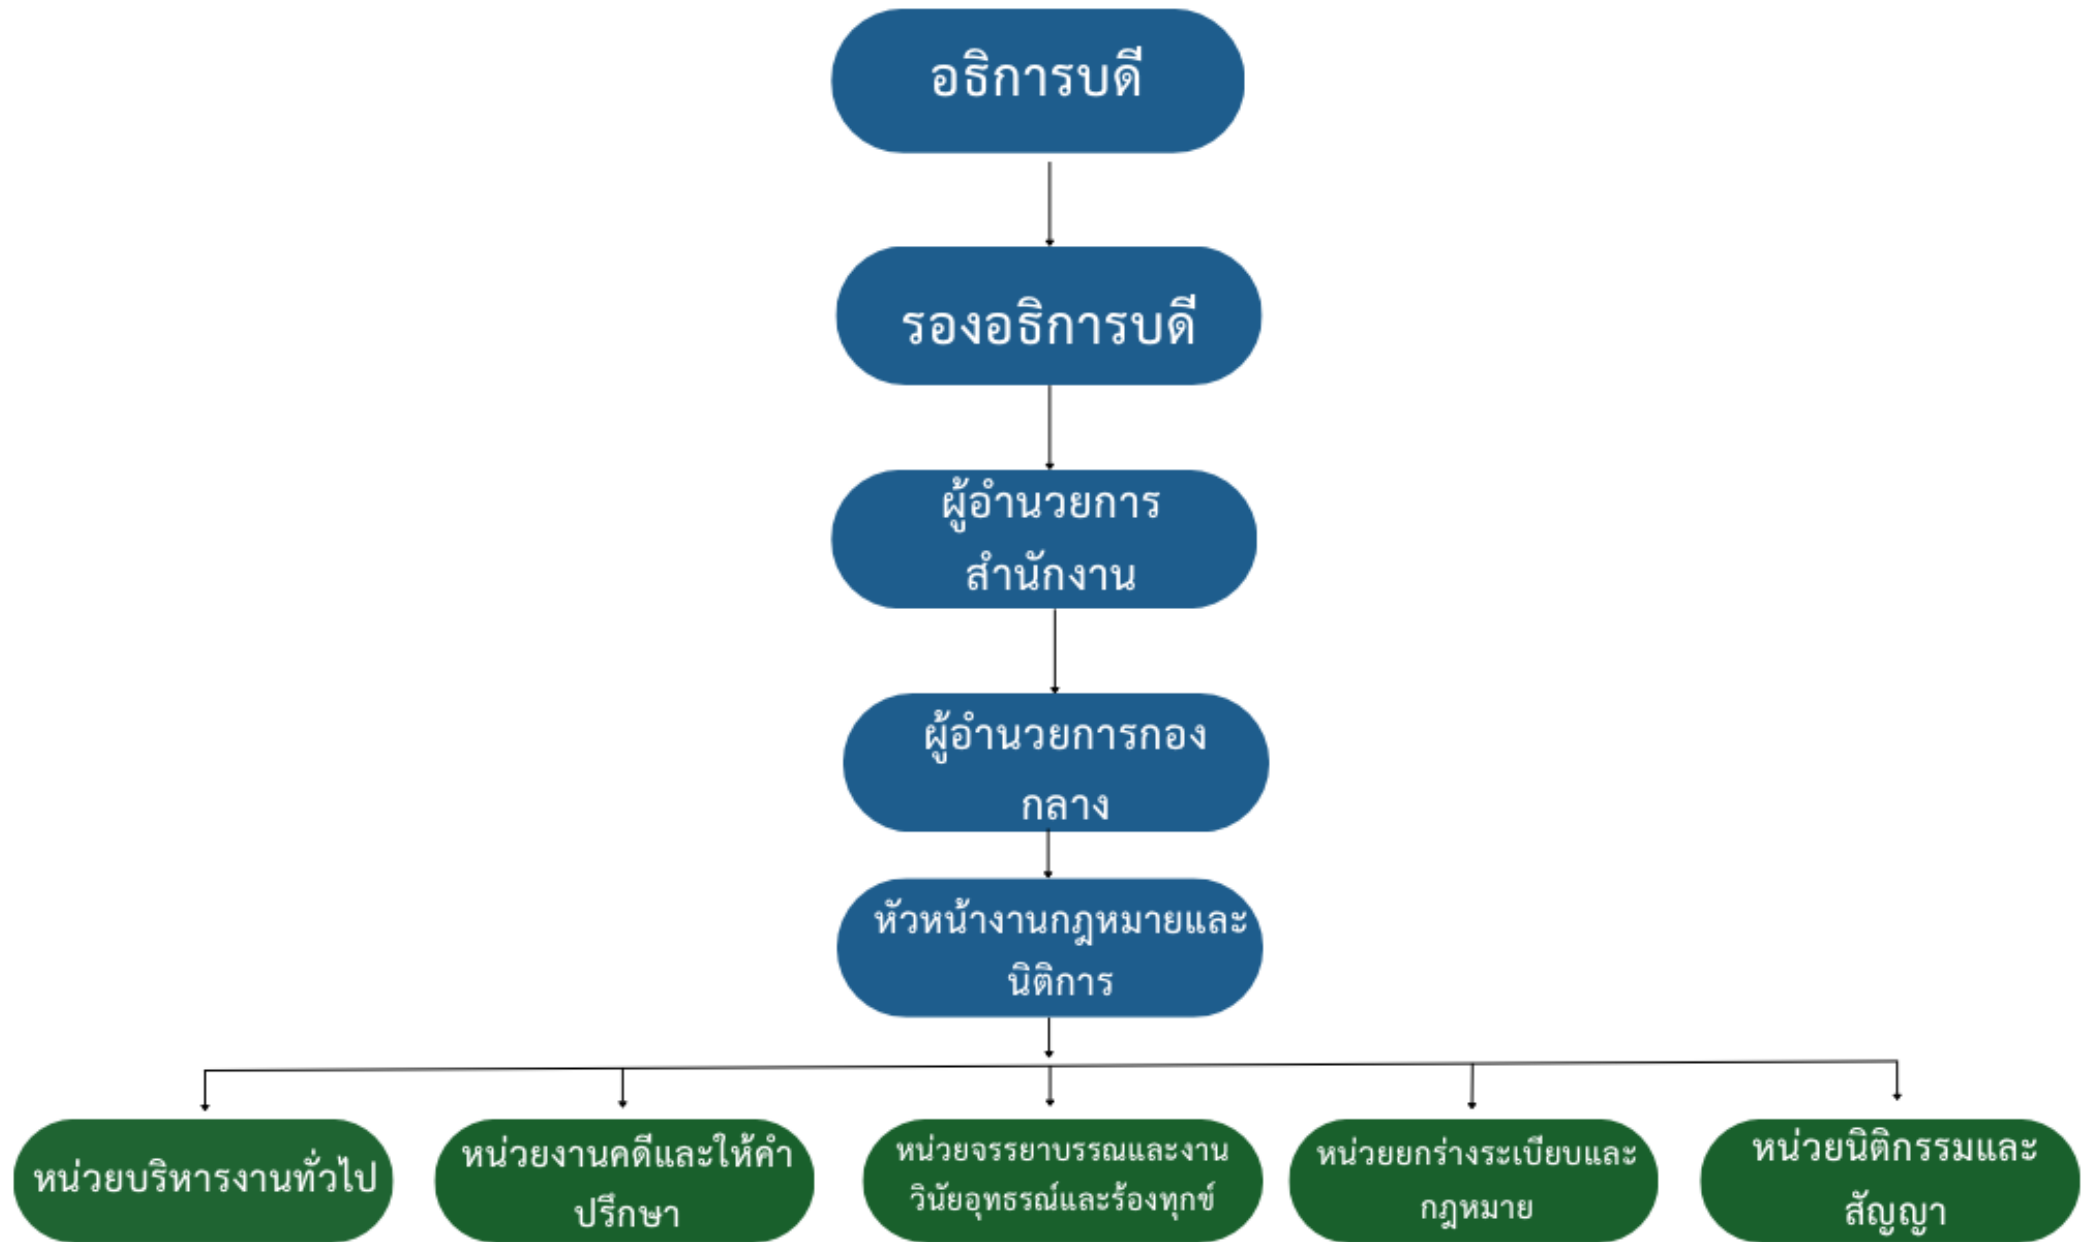 อธิการบดี
รองอธิการบดี
ผู้อำนวยการ
สำนักงาน
ผู้อำนวยการกอง
กลาง
หัวหน้างานกฎหมายและ
นิติการ
หน่วยบริหารงานทั่วไป
หน่วยงานคดีและให้คำ
ปรึกษา
หน่วยจรรยาบรรณและงาน
วินัยอุทธรณ์และร้องทุกข์
หน่วยยกร่างระเบียบและ
กฎหมาย
หน่วยนิติกรรมและ
สัญญา